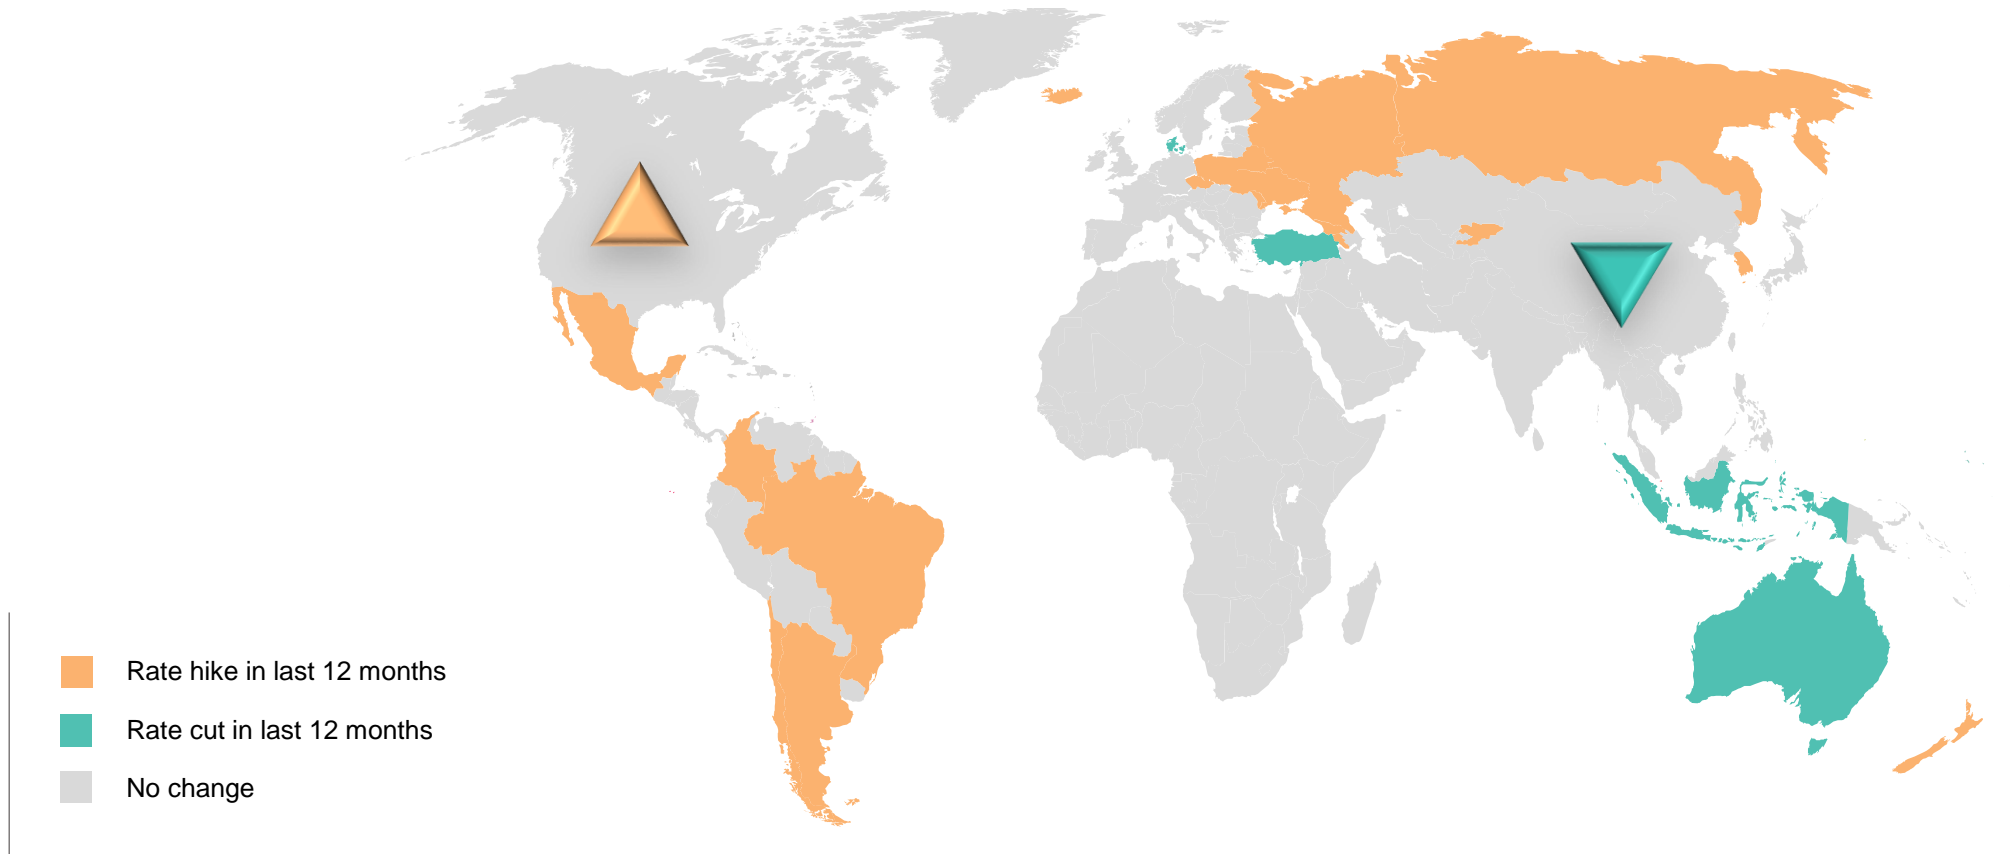 Rate hike in last 12 months
Rate cut in last 12 months
No change